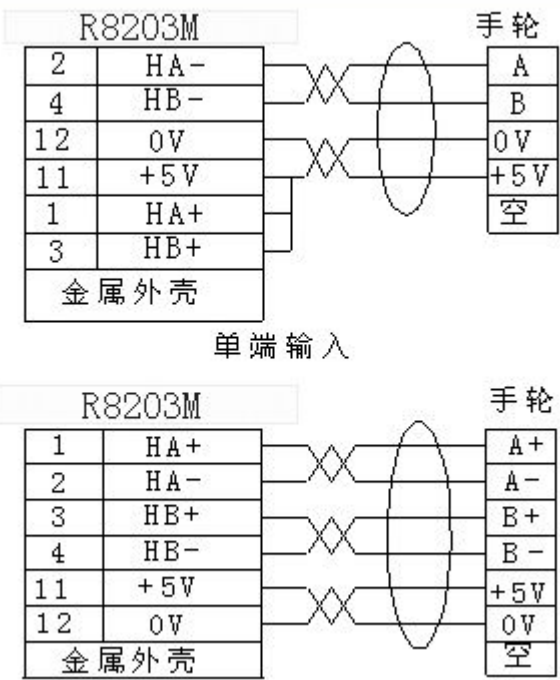 R8203M 手轮
2 HA- A
4 HB- B
12 0V 0V
11 +5V +5V
1 HA+ 空
3 HB+
金属外壳
单端输入
R8203M 手轮
1 HA+ A+
2 HA- A-
3 HB+ B+
4 HB- B-
11 +5V +5V
12 0V 0V
金属外壳 空